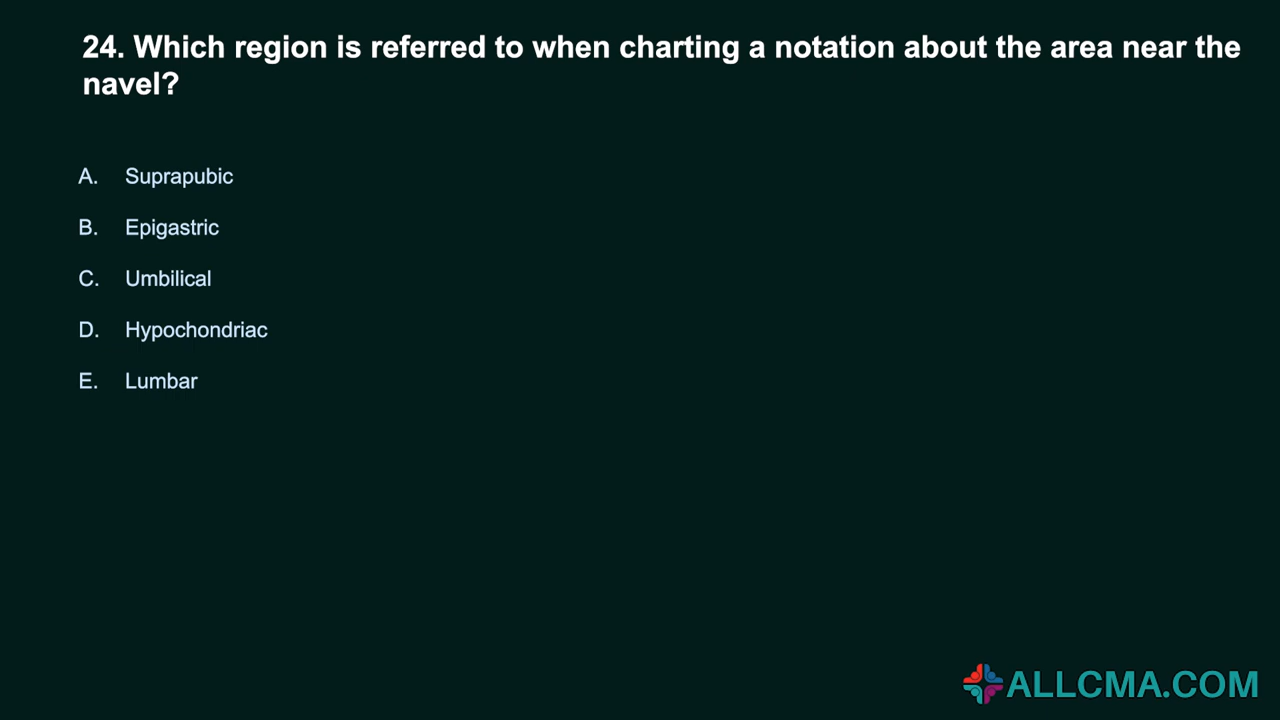 24. Which region is referred to when charting a notation about the area near the
navel?
A. Suprapubic
B. Epigastric
C. Umbilical
D. Hypochondriac
E. Lumbar
ALLCMA.COM